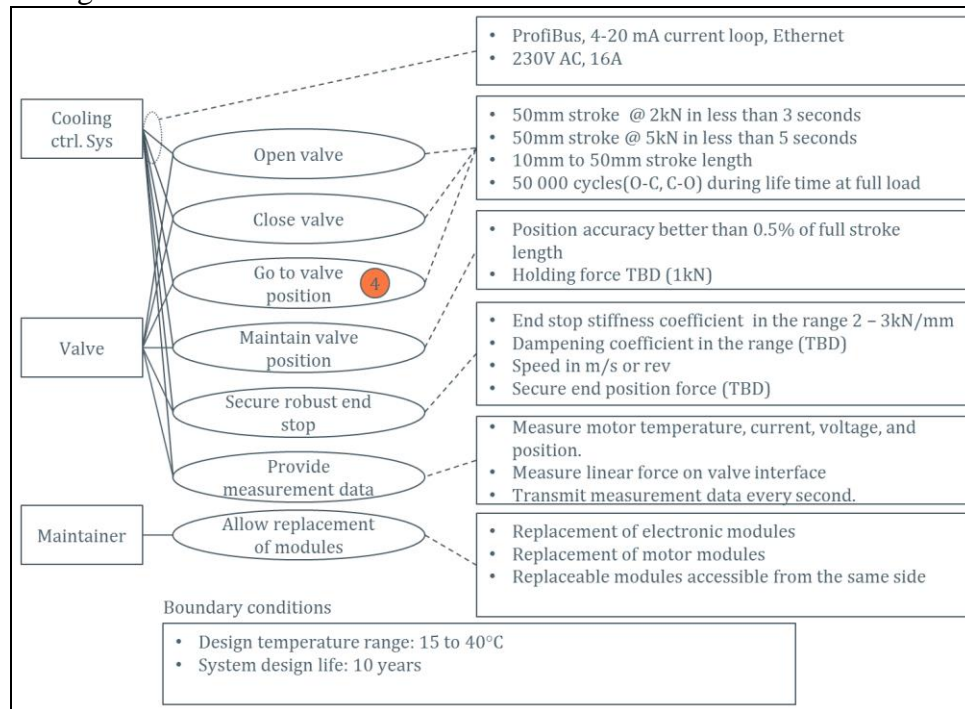 • ProfiBus, 4-20 mA current loop, Ethernet
• 230V AC, 16A
Cooling
ctrl. Sys
Open valve
• 50mm stroke @ 2kN in less than 3 seconds
• 50mm stroke @ 5kN in less than 5 seconds
• 10mm to 50mm stroke length
• 50 000 cycles(O-C, C-O) during life time at full load
Close valve
Go to valve
position
4
• Position accuracy better than 0.5% of full stroke
length
• Holding force TBD (1kN)
Valve
Maintain valve
position
• End stop stiffness coefficient in the range 2 – 3kN/mm
• Dampening coefficient in the range (TBD)
• Speed in m/s or rev
• Secure end position force (TBD)
Secure robust end
stop
Provide
measurement data
• Measure motor temperature, current, voltage, and
position.
• Measure linear force on valve interface
• Transmit measurement data every second.
Maintainer
Allow replacement
of modules
• Replacement of electronic modules
• Replacement of motor modules
• Replaceable modules accessible from the same side
Boundary conditions
• Design temperature range: 15 to 40°C
• System design life: 10 years